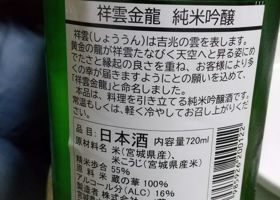 祥雲金龍 純米吟醸
祥雲(しょううん)は吉兆の雲を表します。
黄金の龍が祥雲たなびく天空へと昇る姿にめ
でたさと縁起の良さを重ね、お客様により多
くの幸が届きますようにとの願いを込めて、
「祥雲金龍」と命名しました。
本品は、料理を引き立てる純米吟醸酒です。
常温もしくは、軽く冷やしてお召し上がりく
ださい。
品目 日本酒 内容量720ml
原材料名 米(宮城県産)、
米こうじ(宮城県産米)
精米歩合 55%
原料米 蔵の華 100%
アルコール分(ALC) 16%